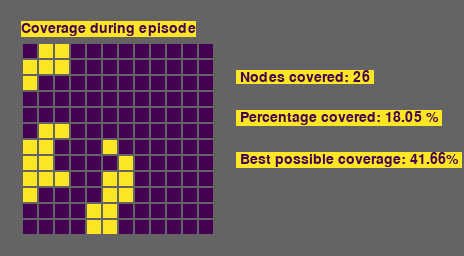 Coverage during episode
Nodes covered: 26
Percentage covered: 18.05 %
Best possible coverage: 41.66%